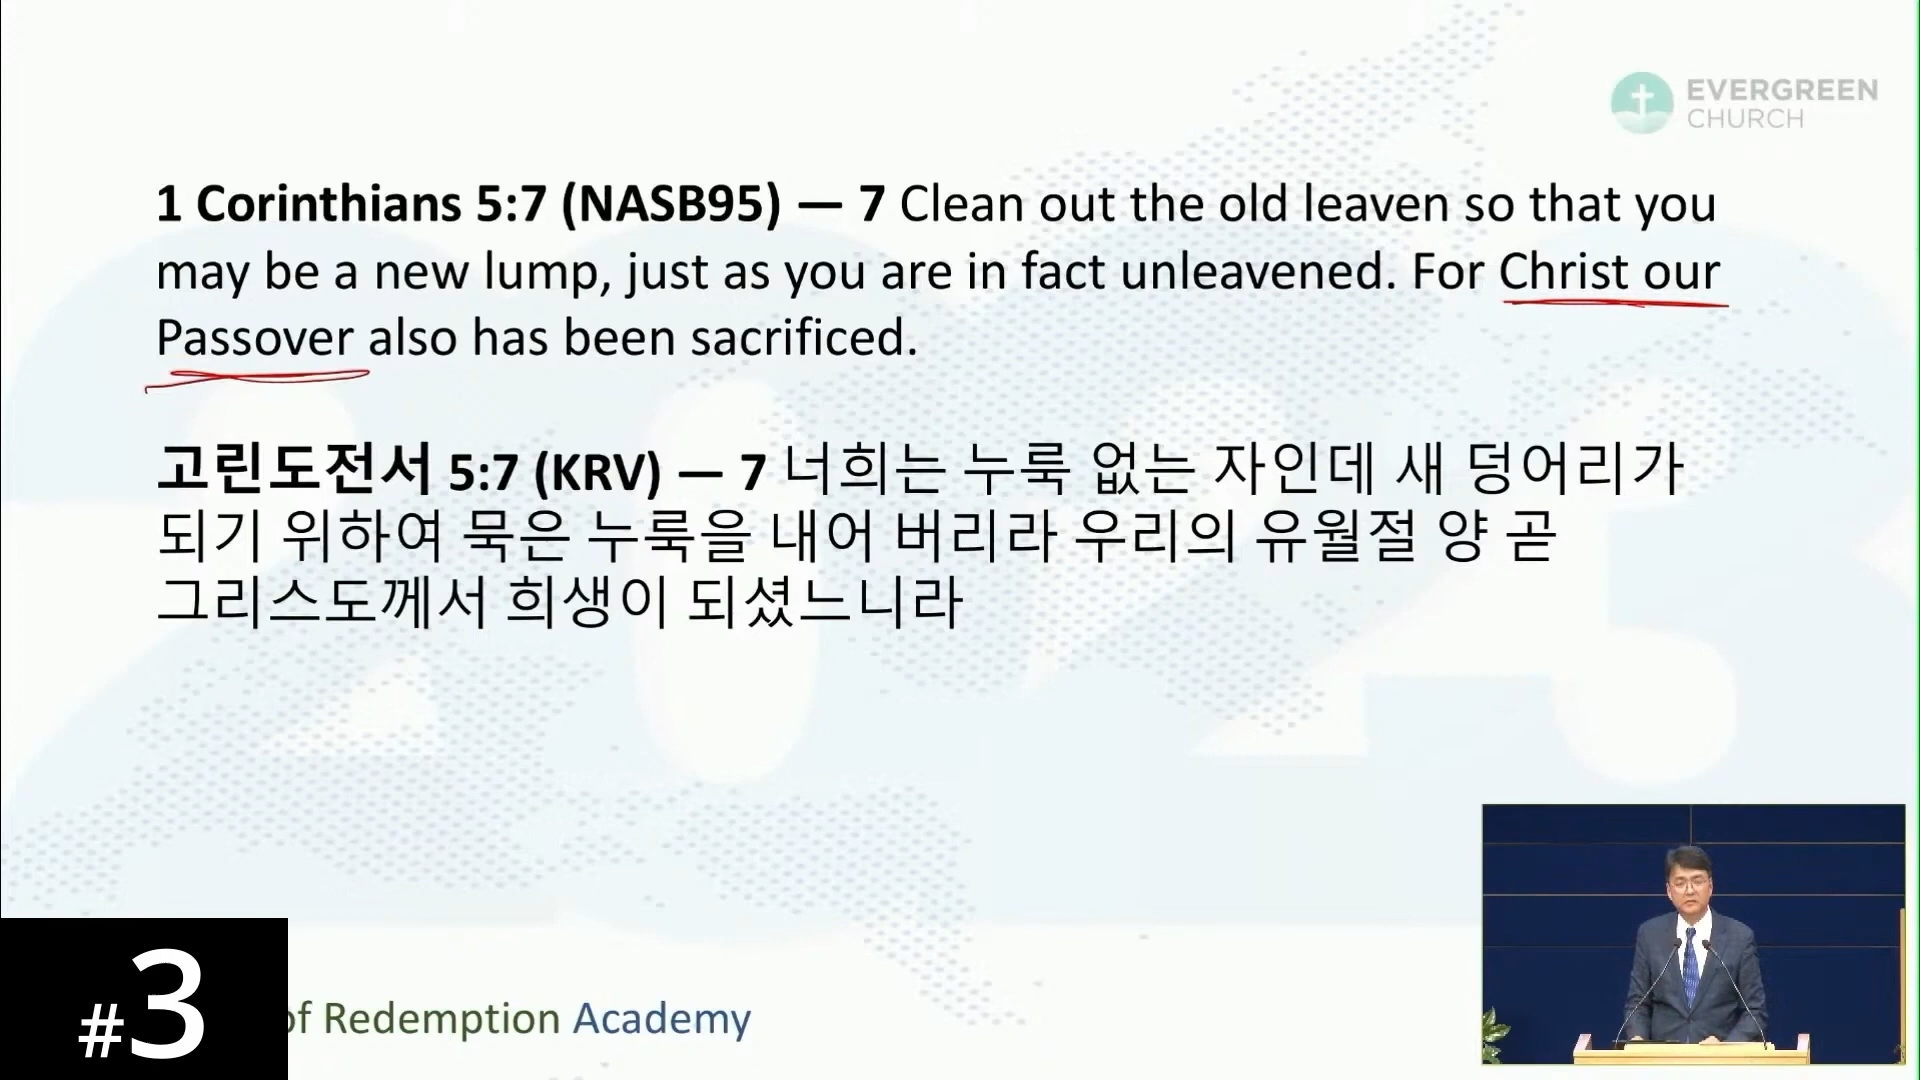 EVERGREEN
CHURCH
1 Corinthians 5:7 (NASB95) — 7 Clean out the old leaven so that you
may be a new lump, just as you are in fact unleavened. For Christ our
Passover also has been sacrificed.
고린도전서 5:7 (KRV) — 7 너희는 누룩 없는 자인데 새 덩어리가
되기 위하여 묵은 누룩을 내어 버리라 우리의 유월절 양 곧
그리스도께서 희생이 되셨느니라
#3
of Redemption Academy